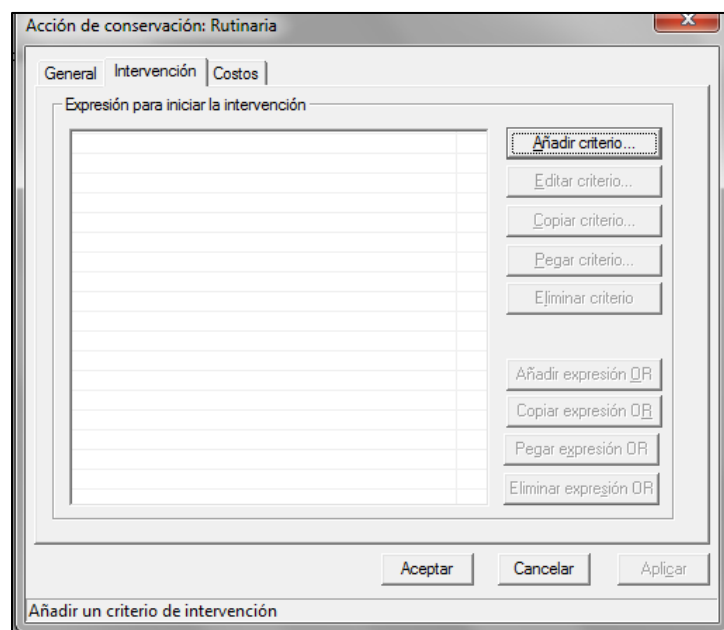 Acción de conservación: Rutinaria
X
General Intervención Costos
Expresión para iniciar la intervención
Añadir criterio...
Editar criterio...
Copiar criterio...
Pegar criterio...
Eliminar criterio
Añadir expresión OR
Copiar expresión OR
Pegar expresión OR
Eliminar expresión OR
Aceptar Cancelar Aplicar
Añadir un criterio de intervención